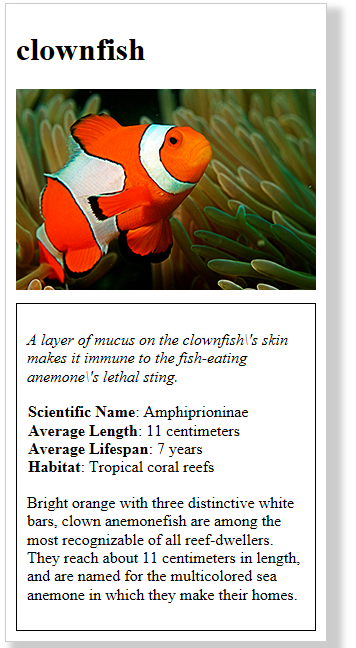 clownfish
A layer of mucus on the clownfish\'s skin
makes it immune to the fish-eating
anemone\'s lethal sting.
Scientific Name: Amphiprioninae
Average Length: 11 centimeters
Average Lifespan: 7 years
Habitat: Tropical coral reefs
Bright orange with three distinctive white
bars, clown anemonefish are among the
most recognizable of all reef-dwellers.
They reach about 11 centimeters in length,
and are named for the multicolored sea
anemone in which they make their homes.